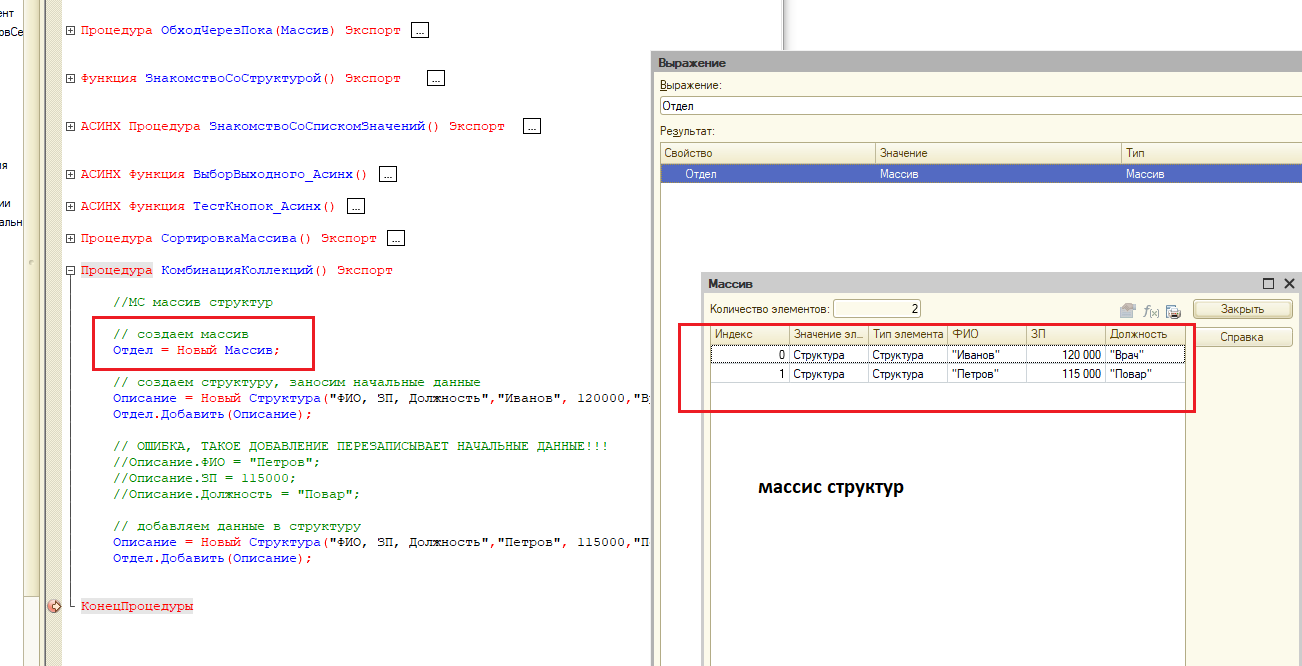 ент
овСе
ия
ии
альн
Процедура ОбходЧерезПока(Массив) Экспорт ...
Функция ЗнакомствоСоСтруктурой() Экспорт ...
АСИНХ Процедура ЗнакомствоСоСпискомЗначений() Экспорт ...
АСИНХ Функция ВыборВыходного_Асинх() ...
АСИНХ Функция ТестКнопок_Асинх() ...
Процедура СортировкаМассива() Экспорт ...
Процедура КомбинацияКоллекций() Экспорт
//МС массив структур
// создаем массив
Отдел = Новый Массив;
// создаем структуру, заносим начальные данные
Описание = Новый Структура("ФИО, ЗП, Должность","Иванов", 120000,"Вр
Отдел.Добавить(Описание);
// ОШИБКА, ТАКОЕ ДОБАВЛЕНИЕ ПЕРЕЗАПИСЫВАЕТ НАЧАЛЬНЫЕ ДАННЫЕ!!!
//Описание.ФИО = "Петров";
//Описание.ЗП = 115000;
//Описание.Должность = "Повар";
// добавляем данные в структуру
Описание = Новый Структура("ФИО, ЗП, Должность","Петров", 115000,"П
Отдел.Добавить(Описание);
КонецПроцедуры
Выражение
Выражение:
Отдел
Результат:
Свойство Значение Тип
Отдел Массив Массив
Массив
Количество элементов: 2
Закрыть
Справка
Индекс Значение эл... Тип элемента ФИО ЗП Должность
0 Структура Структура "Иванов" 120 000 "Врач"
1 Структура Структура "Петров" 115 000 "Повар"
массис структур